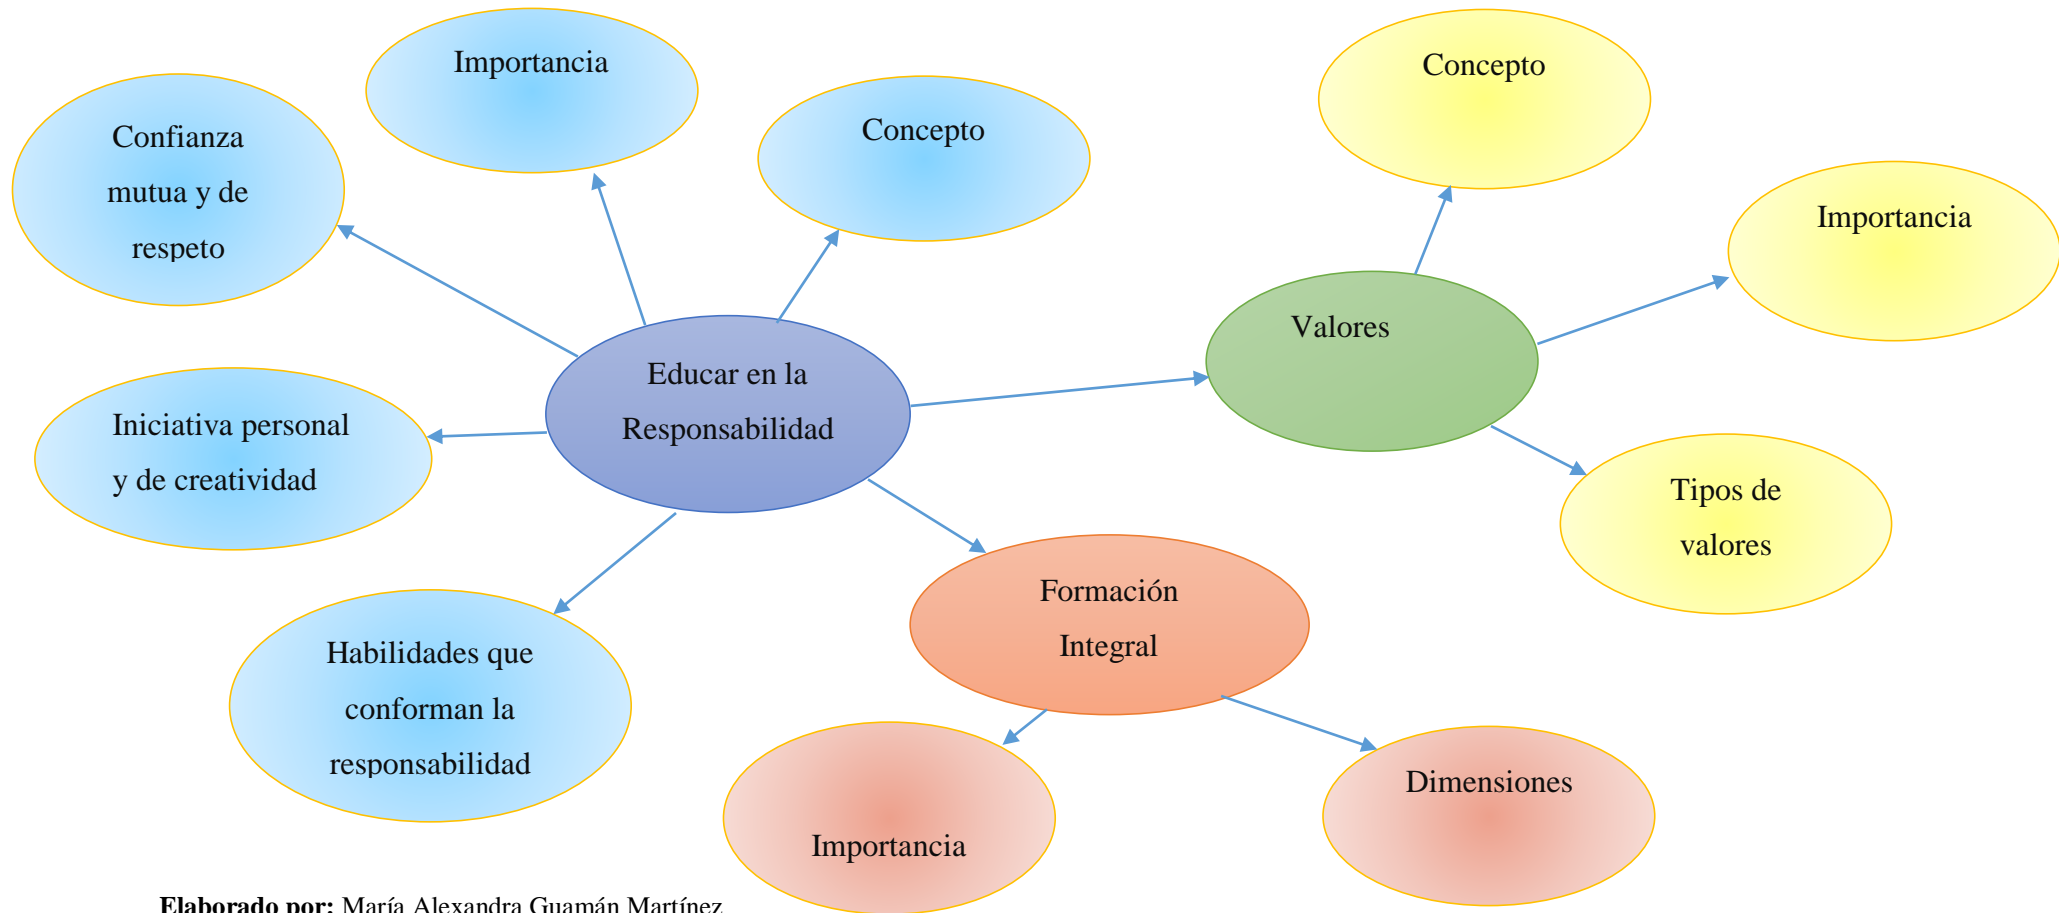 Importancia
Concepto
Confianza
mutua y de
respeto
Concepto
Importancia
Valores
Educar en la
Responsabilidad
Iniciativa personal
y de creatividad
Tipos de
valores
Formación
Integral
Habilidades que
conforman la
responsabilidad
Dimensiones
Importancia
Elaborado por: María Alexandra Guamán Martínez